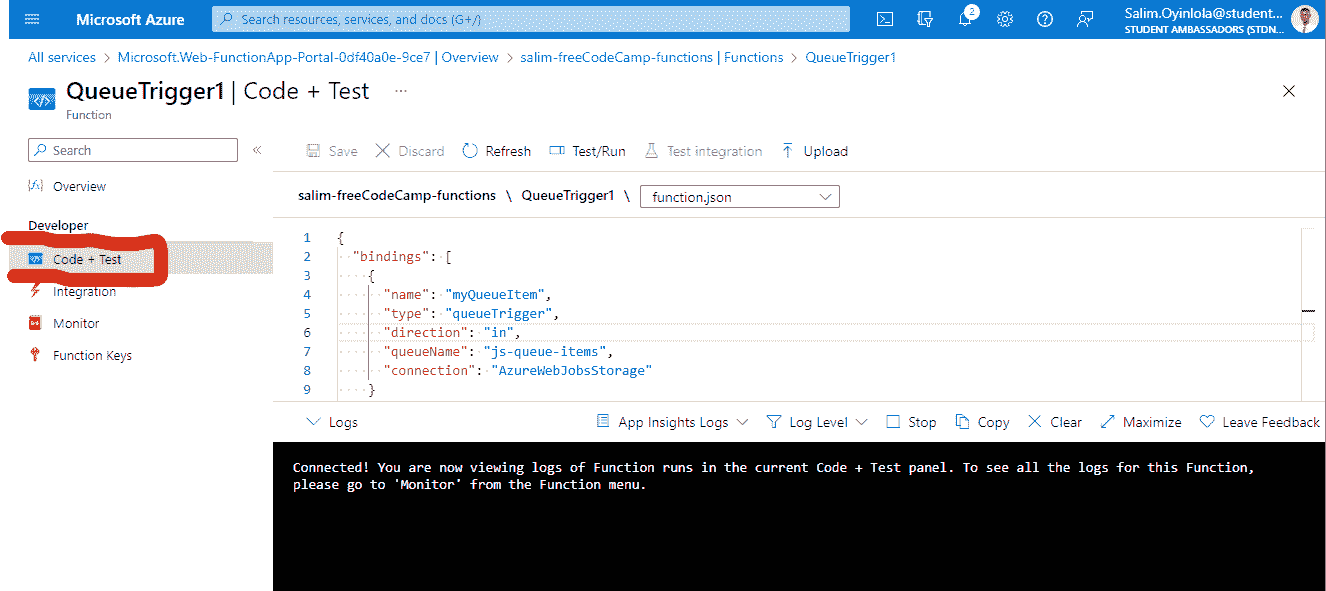 Microsoft Azure
Search resources, services, and docs (G+/)
2
Salim.Oyinlola@student...
STUDENT AMBASSADORS (STDN...
All services > Microsoft.Web-FunctionApp-Portal-0df40a0e-9ce7 | Overview > salim-freeCodeCamp-functions | Functions > QueueTrigger1
QueueTrigger1 | Code + Test ...
Function
Search
«
Overview
Developer
Code + Test
Integration
Monitor
Function Keys
Save Discard Refresh Test/Run Test integration Upload
salim-freeCodeCamp-functions \ QueueTrigger1 \ function.json
1 {
2 "bindings": [
3 {
4 "name": "myQueueItem",
5 "type": "queueTrigger",
6 "direction": "in",
7 "queueName": "js-queue-items",
8 "connection": "AzureWebJobsStorage"
9 }
Logs App Insights Logs Log Level Stop Copy Clear Maximize Leave Feedback
Connected! You are now viewing logs of Function runs in the current Code + Test panel. To see all the logs for this Function,
please go to 'Monitor' from the Function menu.